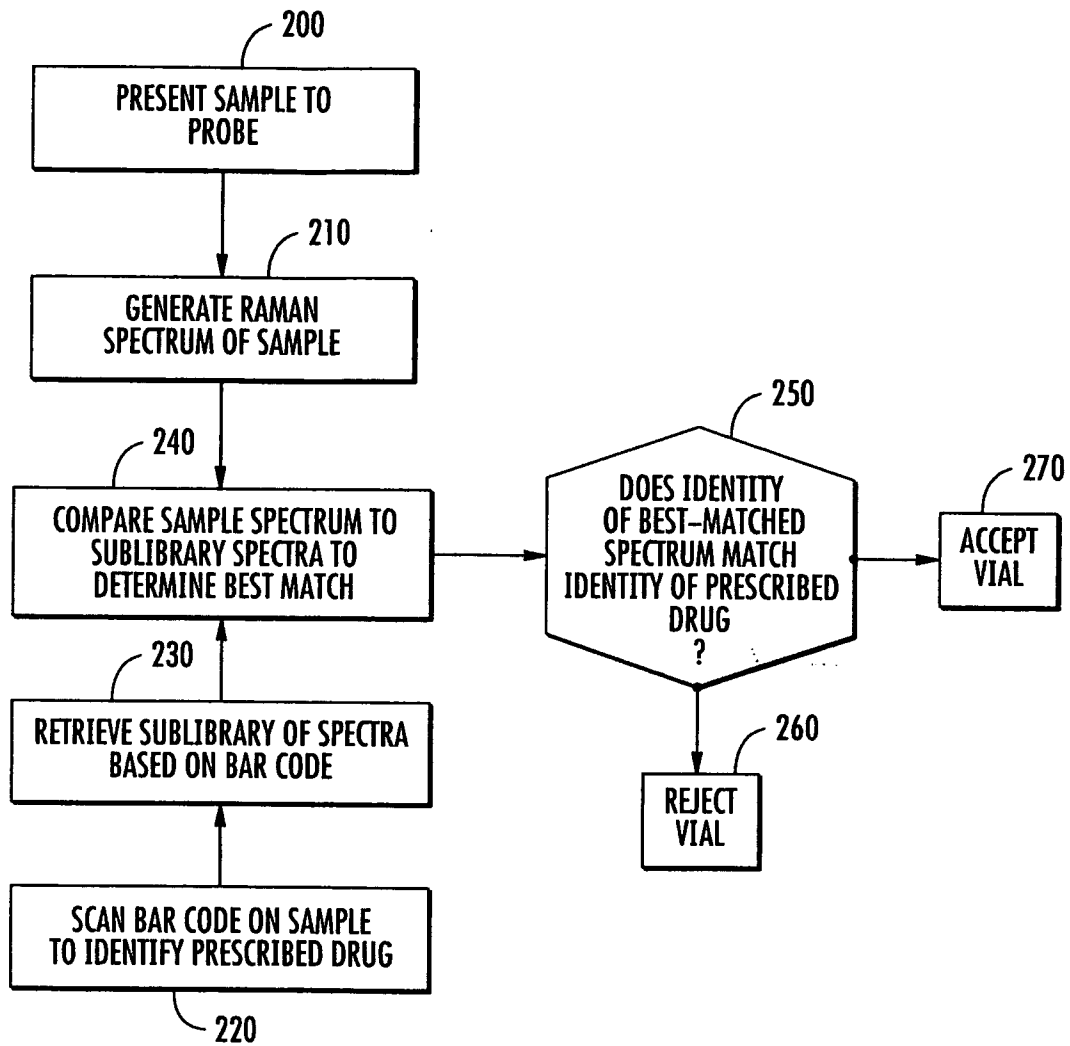 200
PRESENT SAMPLE TO
PROBE
210
GENERATE RAMAN
SPECTRUM OF SAMPLE
240
COMPARE SAMPLE SPECTRUM TO
SUBLIBRARY SPECTRA TO
DETERMINE BEST MATCH
230
RETRIEVE SUBLIBRARY OF SPECTRA
BASED ON BAR CODE
SCAN BAR CODE ON SAMPLE
TO IDENTIFY PRESCRIBED DRUG
220
250
DOES IDENTITY
OF BEST–MATCHED
SPECTRUM MATCH
IDENTITY OF PRESCRIBED
DRUG
?
260
REJECT
VIAL
270
ACCEPT
VIAL